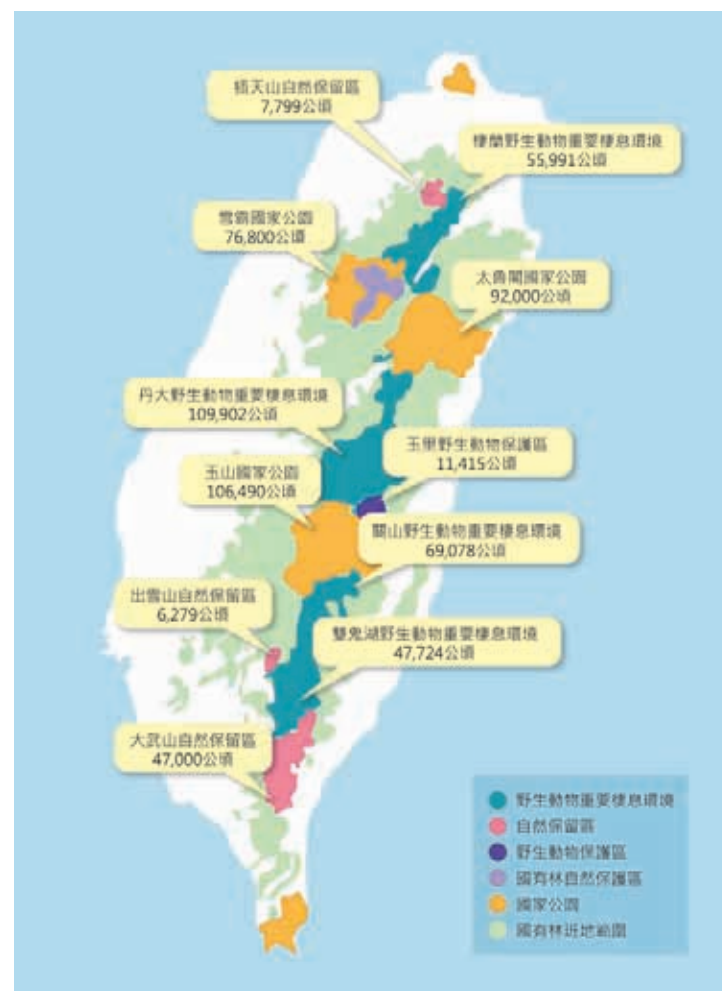 插天山自然保留區
7,799公頃
棲蘭野生動物重要棲息環境
55,991公頃
雪霸國家公園
76,800公頃
太魯閣國家公園
92,000公頃
丹大野生動物重要棲息環境
109,902公頃
玉里野生動物保護區
11,415公頃
玉山國家公園
106,490公頃
關山野生動物重要棲息環境
69,078公頃
出雲山自然保留區
6,279公頃
雙鬼湖野生動物重要棲息環境
47,724公頃
大武山自然保留區
47,000公頃
野生動物重要棲息環境
自然保留區
野生動物保護區
國有林自然保護區
國家公園
國有林班地範圍